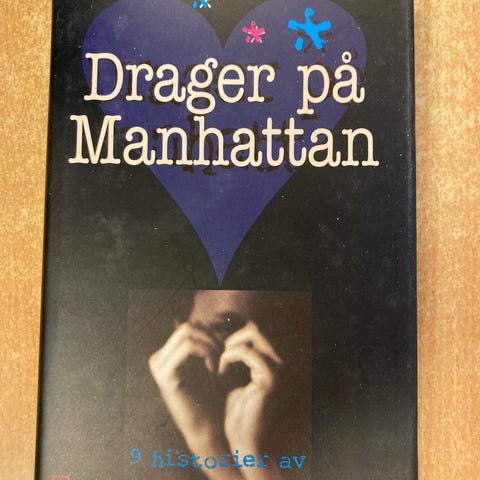 Drager på
Manhattan
9 historier av